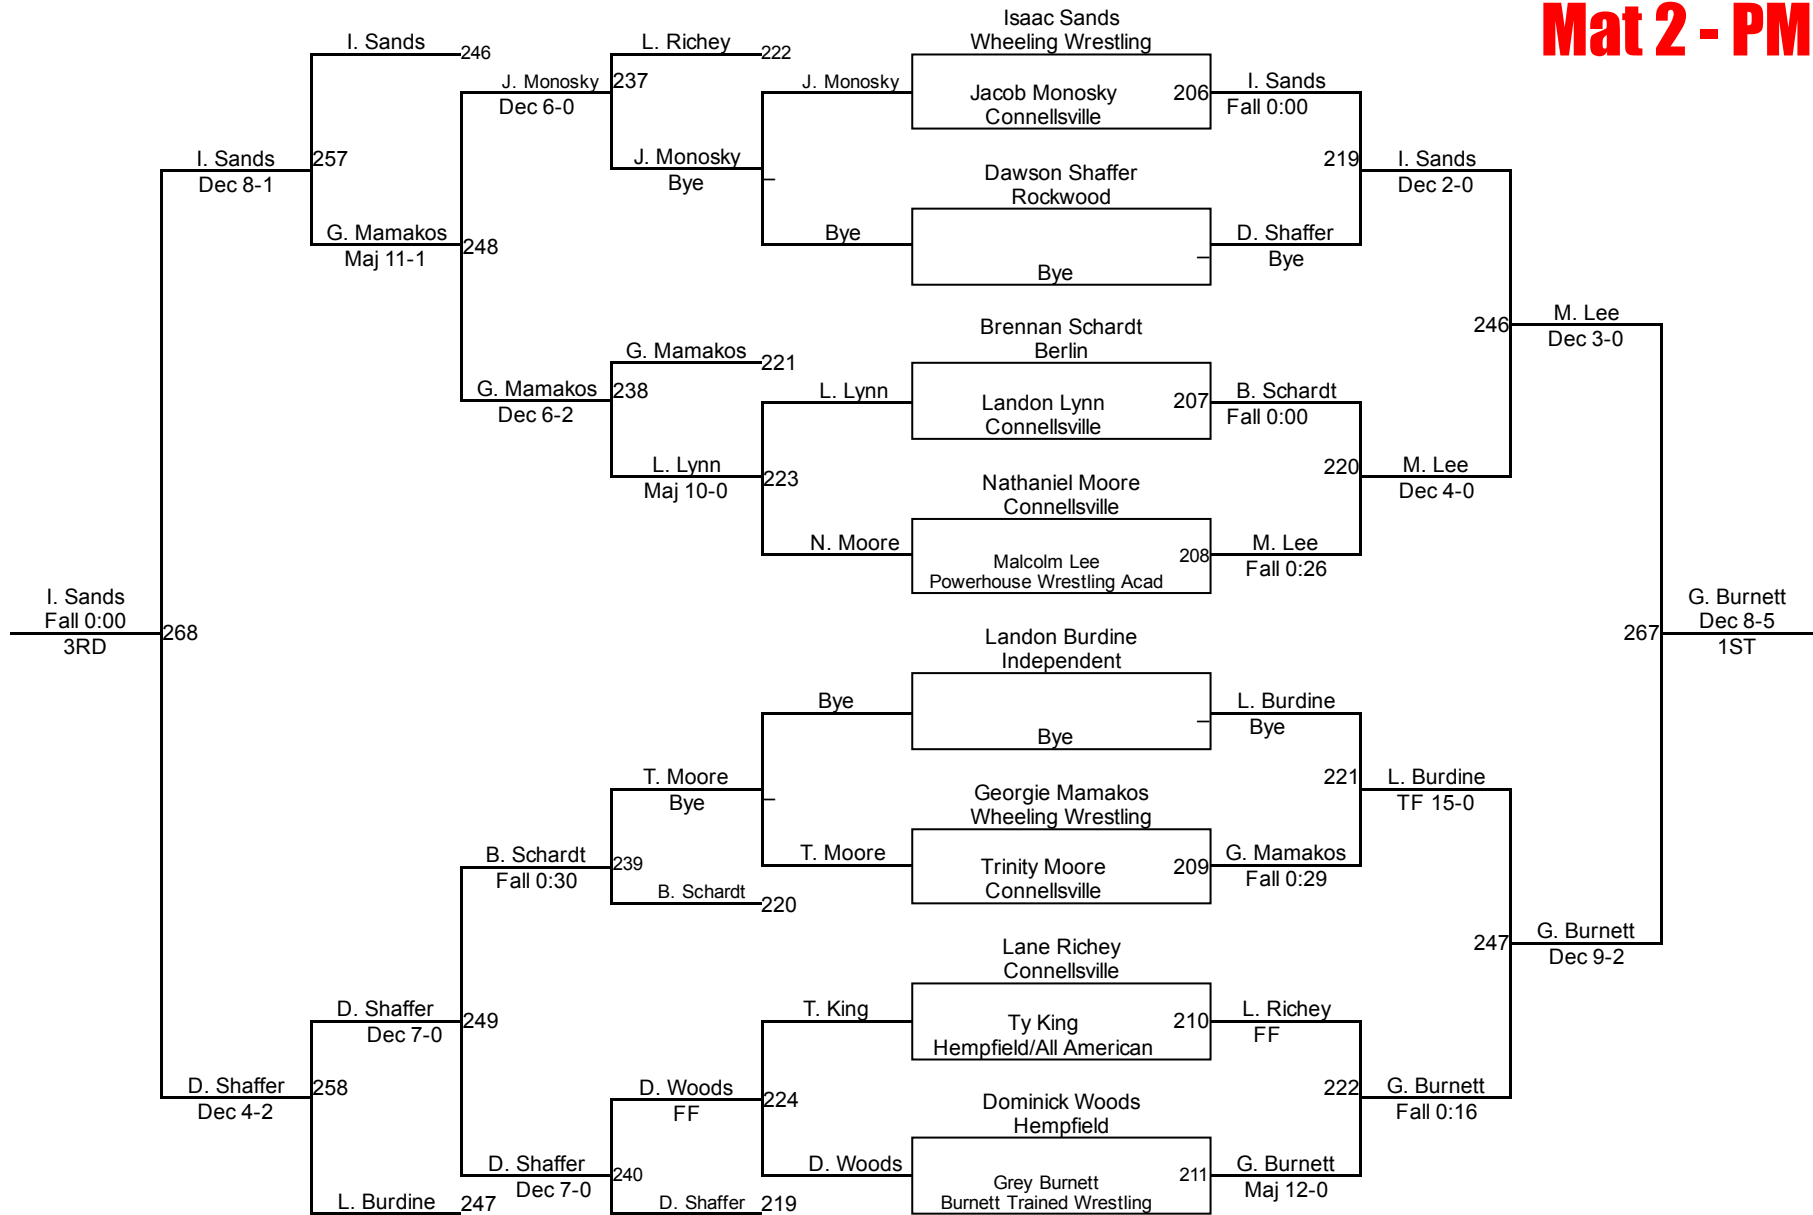 Mat 2 - PM
Isaac Sands
Wheeling Wrestling
I. Sands
246
L. Richey
222
J. Monosky
Dec 6-0
237
J. Monosky
Jacob Monosky
Connellsville
206
I. Sands
Fall 0:00
I. Sands
Dec 8-1
257
J. Monosky
Bye
Dawson Shaffer
Rockwood
219
I. Sands
Dec 2-0
G. Mamakos
Maj 11-1
248
Bye
Bye
D. Shaffer
Bye
Brennan Schardt
Berlin
246
M. Lee
Dec 3-0
G. Mamakos
221
G. Mamakos
Dec 6-2
238
L. Lynn
Landon Lynn
Connellsville
207
B. Schardt
Fall 0:00
L. Lynn
Maj 10-0
223
Nathaniel Moore
Connellsville
220
M. Lee
Dec 4-0
N. Moore
Malcolm Lee
Powerhouse Wrestling Acad
208
M. Lee
Fall 0:26
I. Sands
Fall 0:00
3RD
268
Landon Burdine
Independent
267
G. Burnett
Dec 8-5
1ST
Bye
Bye
L. Burdine
Bye
T. Moore
Bye
Georgie Mamakos
Wheeling Wrestling
221
L. Burdine
TF 15-0
B. Schardt
Fall 0:30
239
T. Moore
Trinity Moore
Connellsville
209
G. Mamakos
Fall 0:29
B. Schardt
220
Lane Richey
Connellsville
247
G. Burnett
Dec 9-2
D. Shaffer
Dec 7-0
249
T. King
Ty King
Hempfield/All American
210
L. Richey
FF
D. Shaffer
Dec 4-2
258
D. Woods
FF
224
Dominick Woods
Hempfield
222
G. Burnett
Fall 0:16
D. Shaffer
Dec 7-0
240
D. Woods
Grey Burnett
Burnett Trained Wrestling
211
G. Burnett
Maj 12-0
L. Burdine
247
D. Shaffer
219